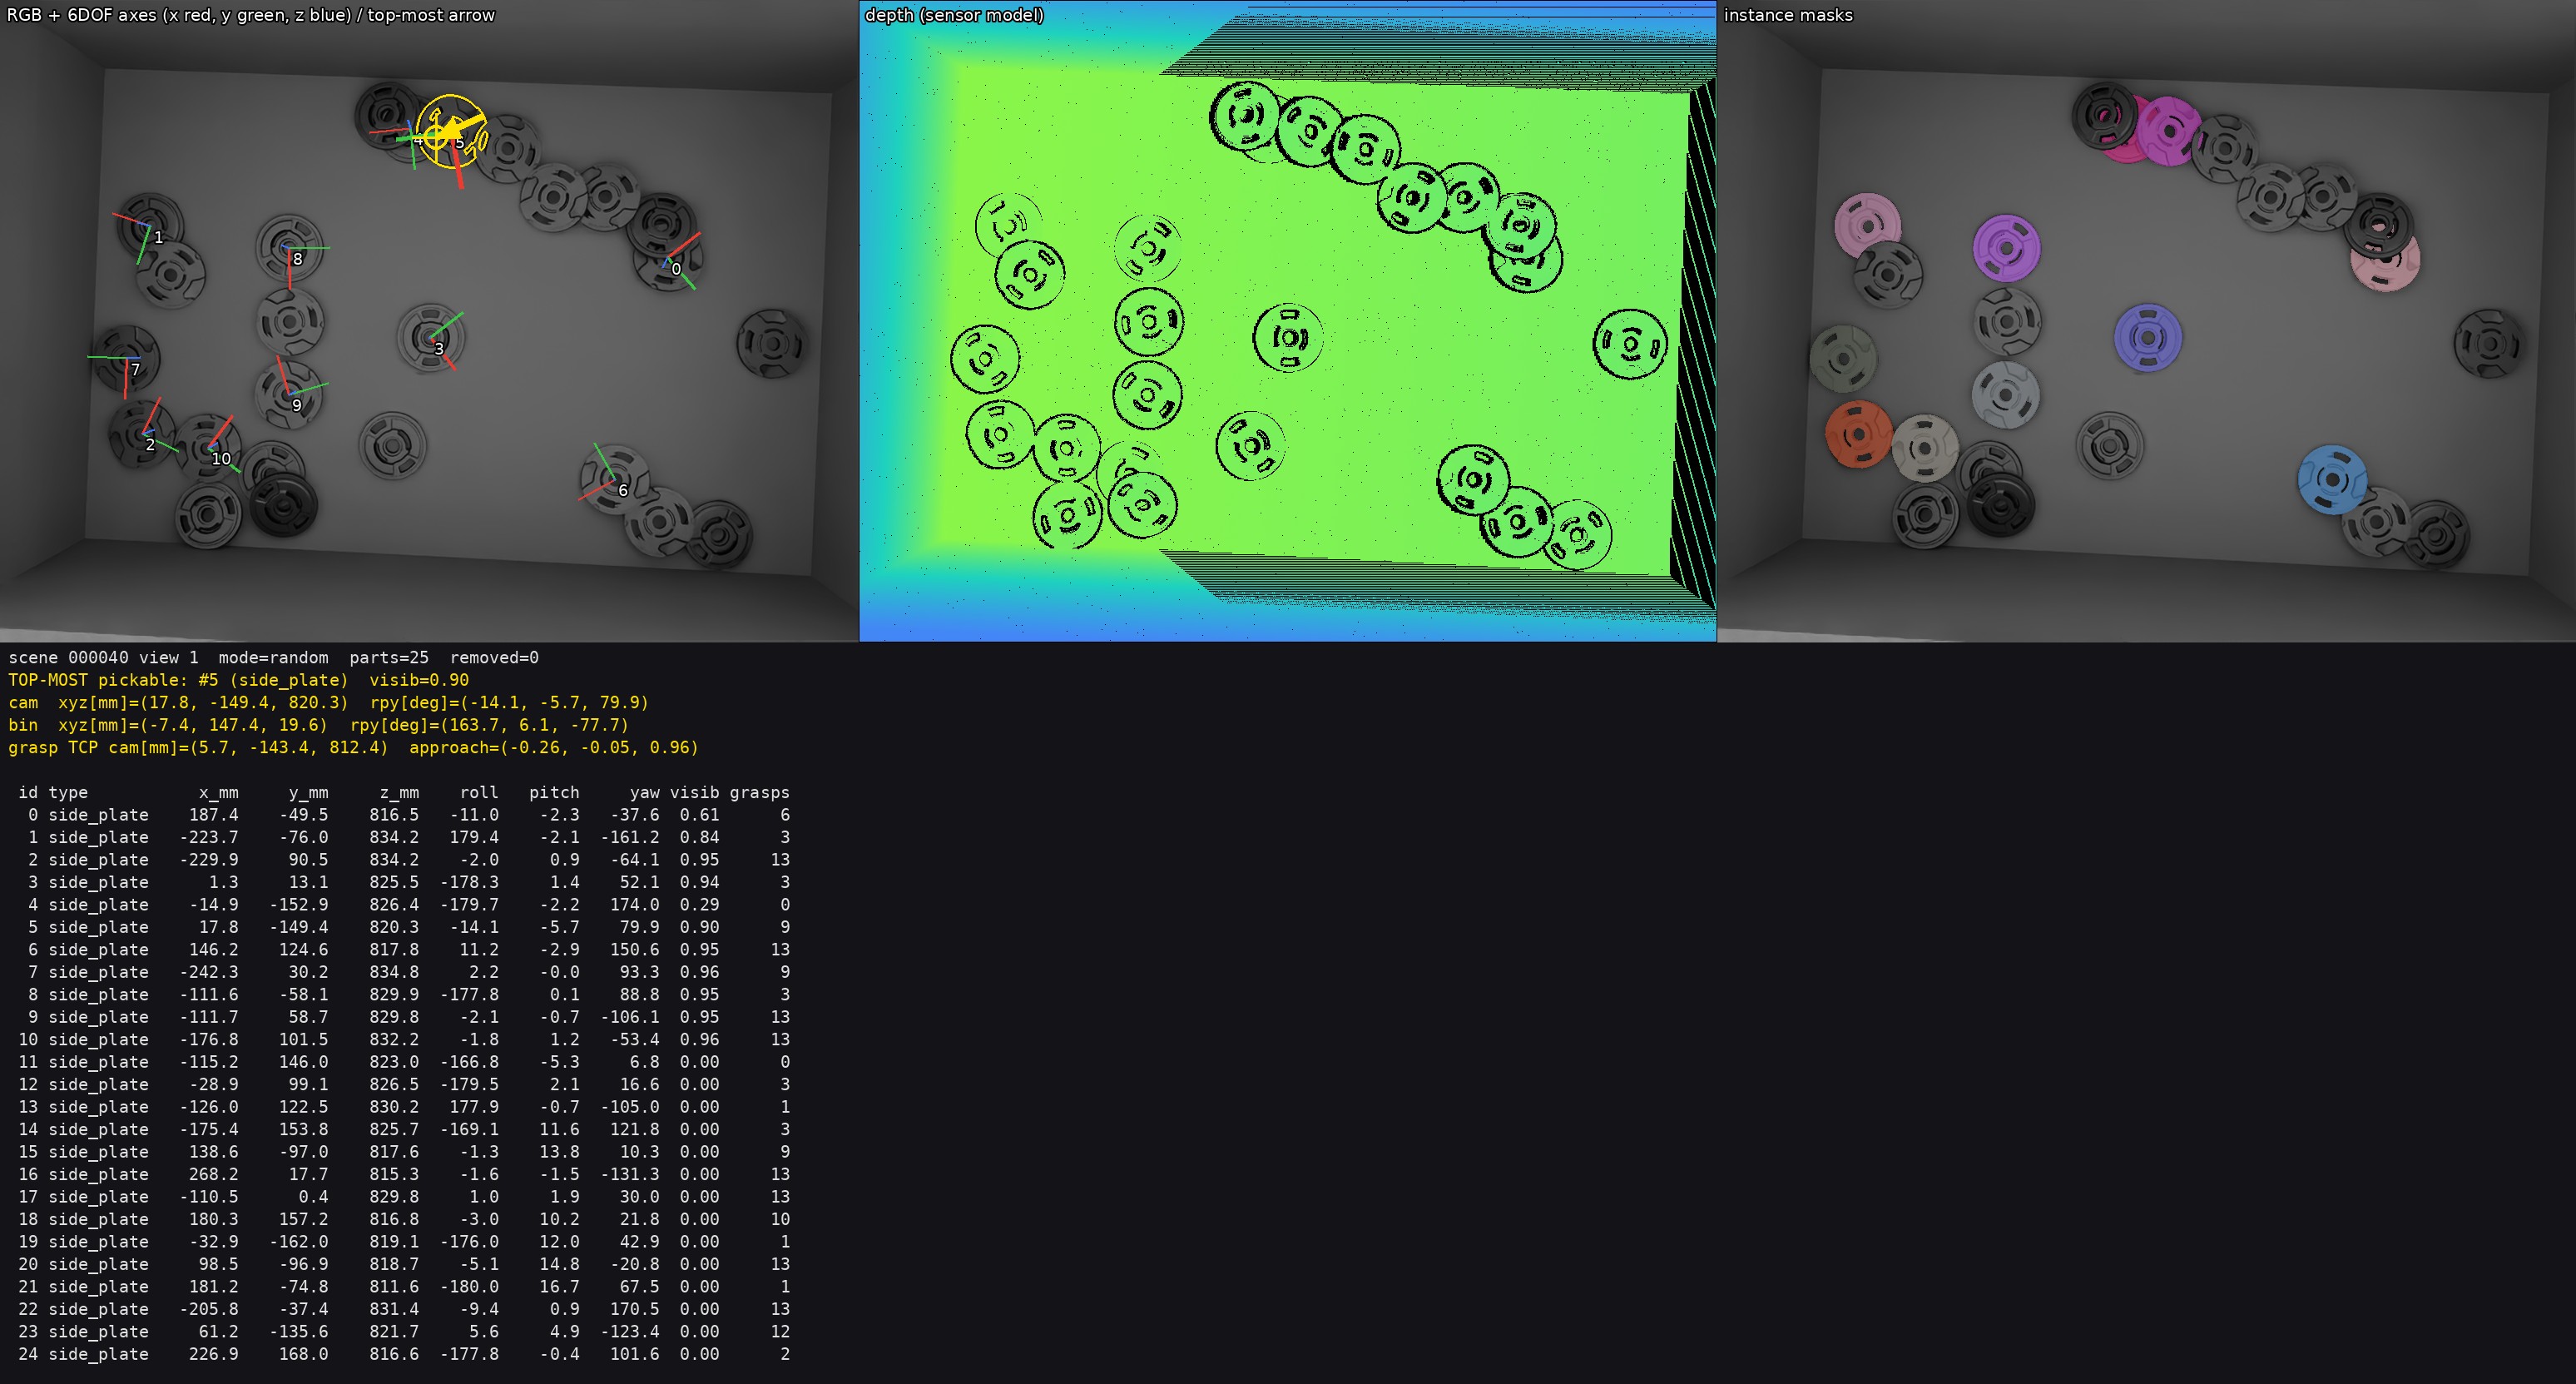 RGB + 6DOF axes (x red, y green, z blue) / top-most arrow
depth (sensor model)
instance masks
4
5
1
8
0
3
7
9
2
10
6
scene 000040 view 1  mode=random  parts=25  removed=0
TOP-MOST pickable: #5 (side_plate)  visib=0.90
cam  xyz[mm]=(17.8, -149.4, 820.3)  rpy[deg]=(-14.1, -5.7, 79.9)
bin  xyz[mm]=(-7.4, 147.4, 19.6)  rpy[deg]=(163.7, 6.1, -77.7)
grasp TCP cam[mm]=(5.7, -143.4, 812.4)  approach=(-0.26, -0.05, 0.96)
id type x_mm y_mm z_mm roll pitch yaw visib grasps
0 side_plate 187.4 -49.5 816.5 -11.0 -2.3 -37.6 0.61 6
1 side_plate -223.7 -76.0 834.2 179.4 -2.1 -161.2 0.84 3
2 side_plate -229.9 90.5 834.2 -2.0 0.9 -64.1 0.95 13
3 side_plate 1.3 13.1 825.5 -178.3 1.4 52.1 0.94 3
4 side_plate -14.9 -152.9 826.4 -179.7 -2.2 174.0 0.29 0
5 side_plate 17.8 -149.4 820.3 -14.1 -5.7 79.9 0.90 9
6 side_plate 146.2 124.6 817.8 11.2 -2.9 150.6 0.95 13
7 side_plate -242.3 30.2 834.8 2.2 -0.0 93.3 0.96 9
8 side_plate -111.6 -58.1 829.9 -177.8 0.1 88.8 0.95 3
9 side_plate -111.7 58.7 829.8 -2.1 -0.7 -106.1 0.95 13
10 side_plate -176.8 101.5 832.2 -1.8 1.2 -53.4 0.96 13
11 side_plate -115.2 146.0 823.0 -166.8 -5.3 6.8 0.00 0
12 side_plate -28.9 99.1 826.5 -179.5 2.1 16.6 0.00 3
13 side_plate -126.0 122.5 830.2 177.9 -0.7 -105.0 0.00 1
14 side_plate -175.4 153.8 825.7 -169.1 11.6 121.8 0.00 3
15 side_plate 138.6 -97.0 817.6 -1.3 13.8 10.3 0.00 9
16 side_plate 268.2 17.7 815.3 -1.6 -1.5 -131.3 0.00 13
17 side_plate -110.5 0.4 829.8 1.0 1.9 30.0 0.00 13
18 side_plate 180.3 157.2 816.8 -3.0 10.2 21.8 0.00 10
19 side_plate -32.9 -162.0 819.1 -176.0 12.0 42.9 0.00 1
20 side_plate 98.5 -96.9 818.7 -5.1 14.8 -20.8 0.00 13
21 side_plate 181.2 -74.8 811.6 -180.0 16.7 67.5 0.00 1
22 side_plate -205.8 -37.4 831.4 -9.4 0.9 170.5 0.00 13
23 side_plate 61.2 -135.6 821.7 5.6 4.9 -123.4 0.00 12
24 side_plate 226.9 168.0 816.6 -177.8 -0.4 101.6 0.00 2